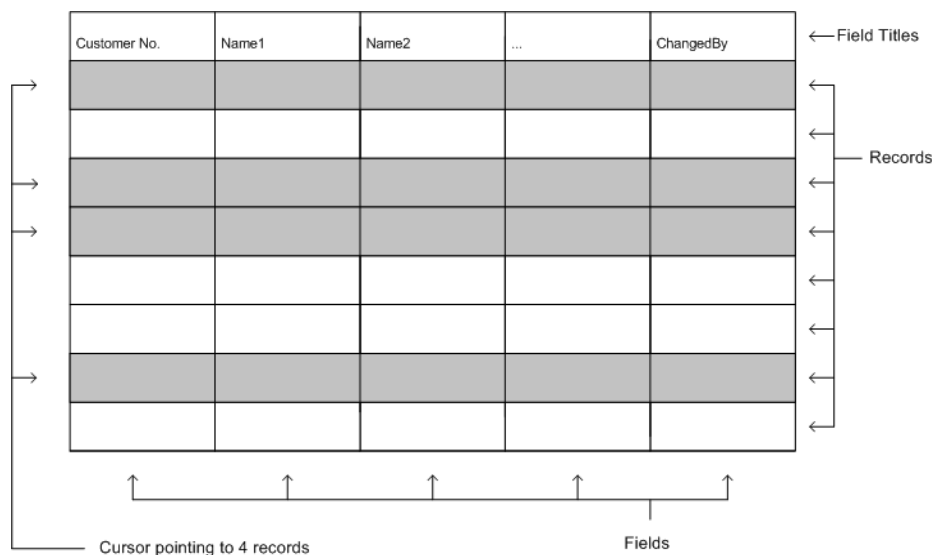 Customer No. Name1 Name2 ... ChangedBy
Field Titles
Records
Fields
Cursor pointing to 4 records